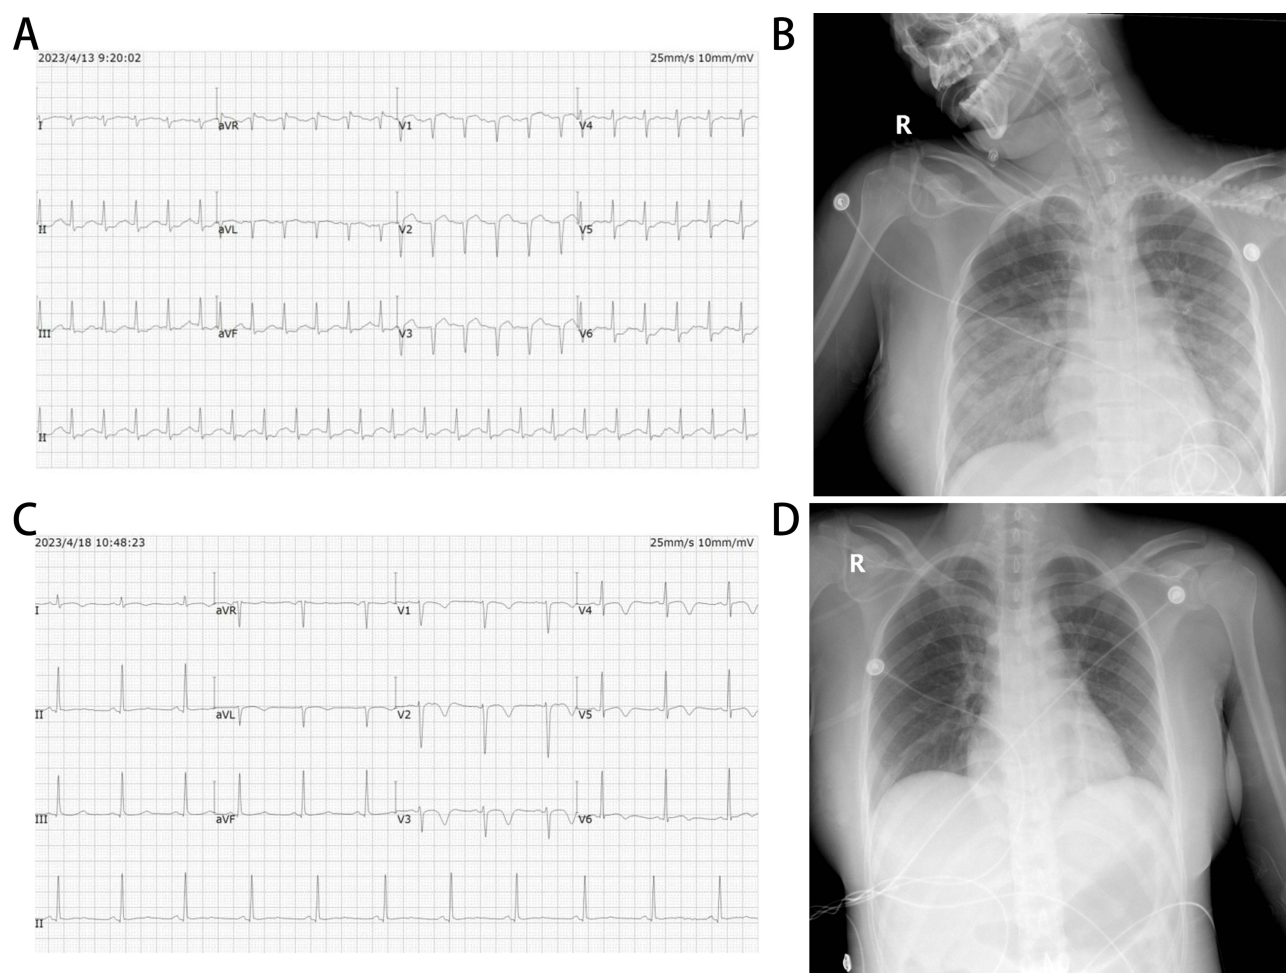 A
2023/4/13 9:20:02
25mm/s 10mm/mV
I
aVR
V1
V4
II
aVL
V2
V5
III
aVF
V3
V6
II
B
R
C
2023/4/18 10:48:23
25mm/s 10mm/mV
I
aVR
V1
V4
II
aVL
V2
V5
III
aVF
V3
V6
II
D
R